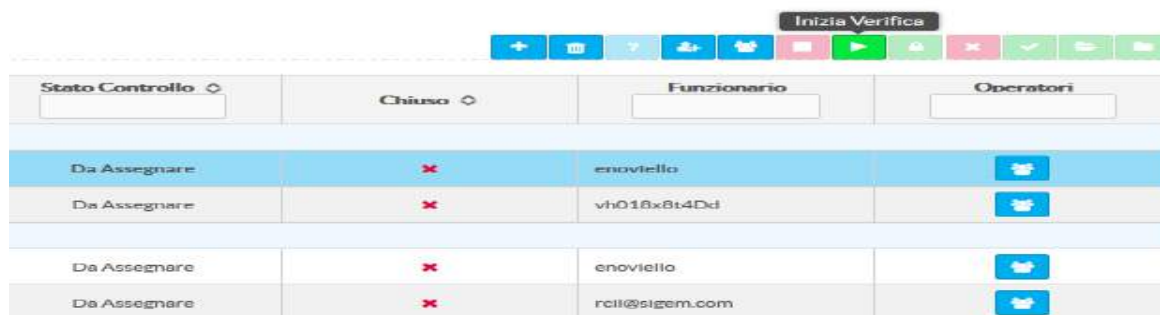 Inizia Verifica
Stato Controllo Chiuso Funzionario Operatori
Da Assegnare enoviello
Da Assegnare vh018x8t4Dd
Da Assegnare enoviello
Da Assegnare rcil@sigem.com